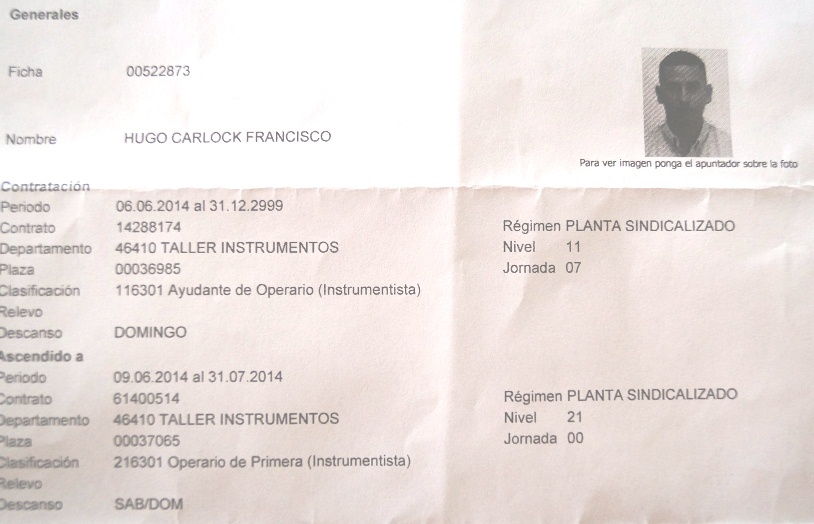 Generales
Ficha 00522873
Nombre HUGO CARLOCK FRANCISCO
Para ver imagen ponga el apuntador sobre la foto
Contratación
Periodo 06.06.2014 al 31.12.2999
Contrato 14288174 Régimen PLANTA SINDICALIZADO
Departamento 46410 TALLER INSTRUMENTOS Nivel 11
Plaza 00036985 Jornada 07
Clasificación 116301 Ayudante de Operario (Instrumentista)
Relevo
Descanso DOMINGO
Ascendido a
Periodo 09.06.2014 al 31.07.2014
Contrato 61400514 Régimen PLANTA SINDICALIZADO
Departamento 46410 TALLER INSTRUMENTOS Nivel 21
Plaza 00037065 Jornada 00
Clasificación 216301 Operario de Primera (Instrumentista)
Relevo
Descanso SAB/DOM